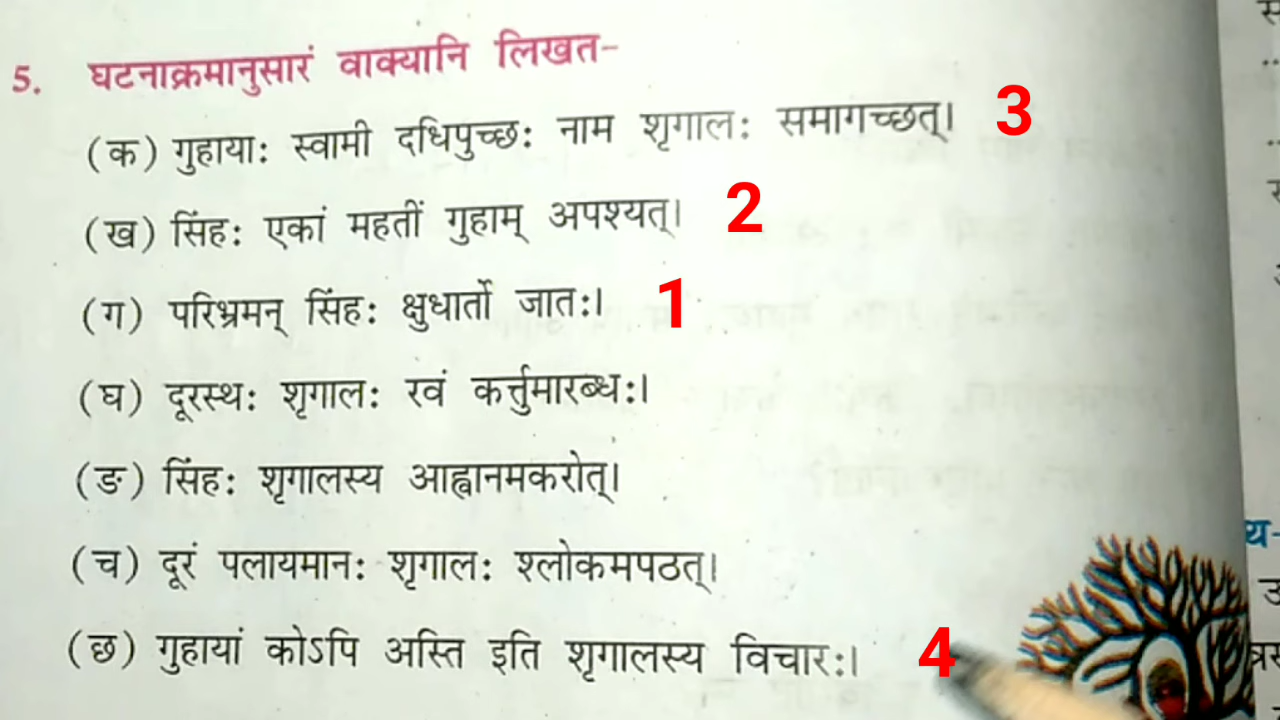 5. घटनाक्रमानुसारं वाक्यानि लिखत-
(क) गुहायाः स्वामी दधिपुच्छः नाम शृगालः समागच्छत्। 3
(ख) सिंहः एकां महतीं गुहाम् अपश्यत्। 2
(ग) परिभ्रमन् सिंहः क्षुधार्तो जातः। 1
(घ) दूरस्थः शृगालः रवं कर्त्तुमारब्धः।
(ङ) सिंहः शृगालस्य आह्वानमकरोत्।
(च) दूरं पलायमानः शृगालः श्लोकमपठत्।
(छ) गुहायां कोऽपि अस्ति इति शृगालस्य विचारः। 4